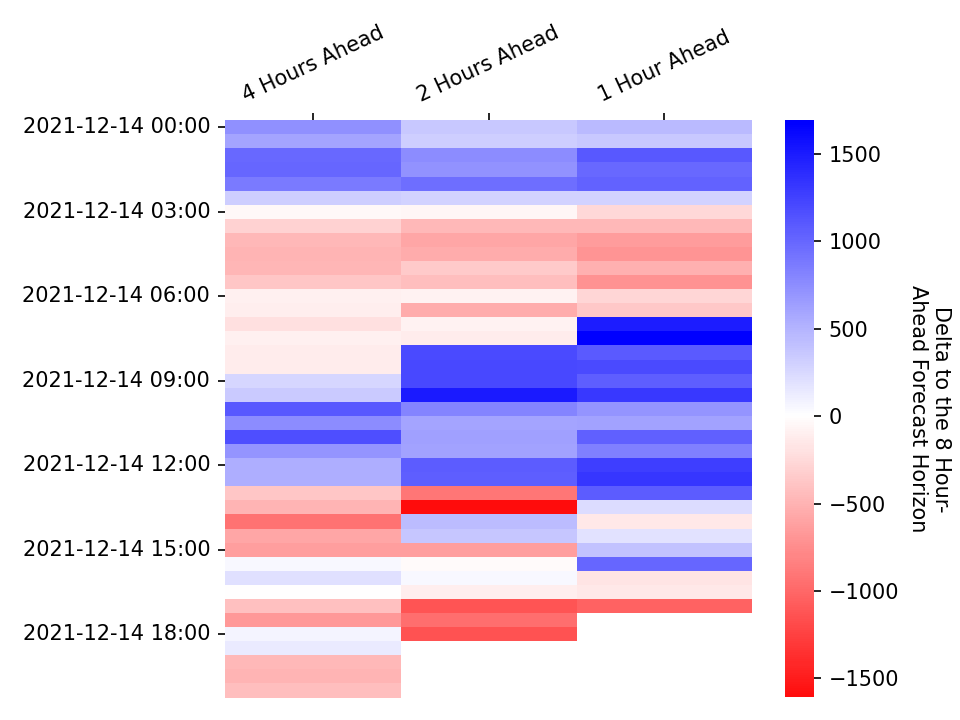 4 Hours Ahead
2 Hours Ahead
1 Hour Ahead
2021-12-14 00:00
2021-12-14 03:00
2021-12-14 06:00
2021-12-14 09:00
2021-12-14 12:00
2021-12-14 15:00
2021-12-14 18:00
1500
1000
500
0
−500
−1000
−1500
Delta to the 8 Hour-
Ahead Forecast Horizon